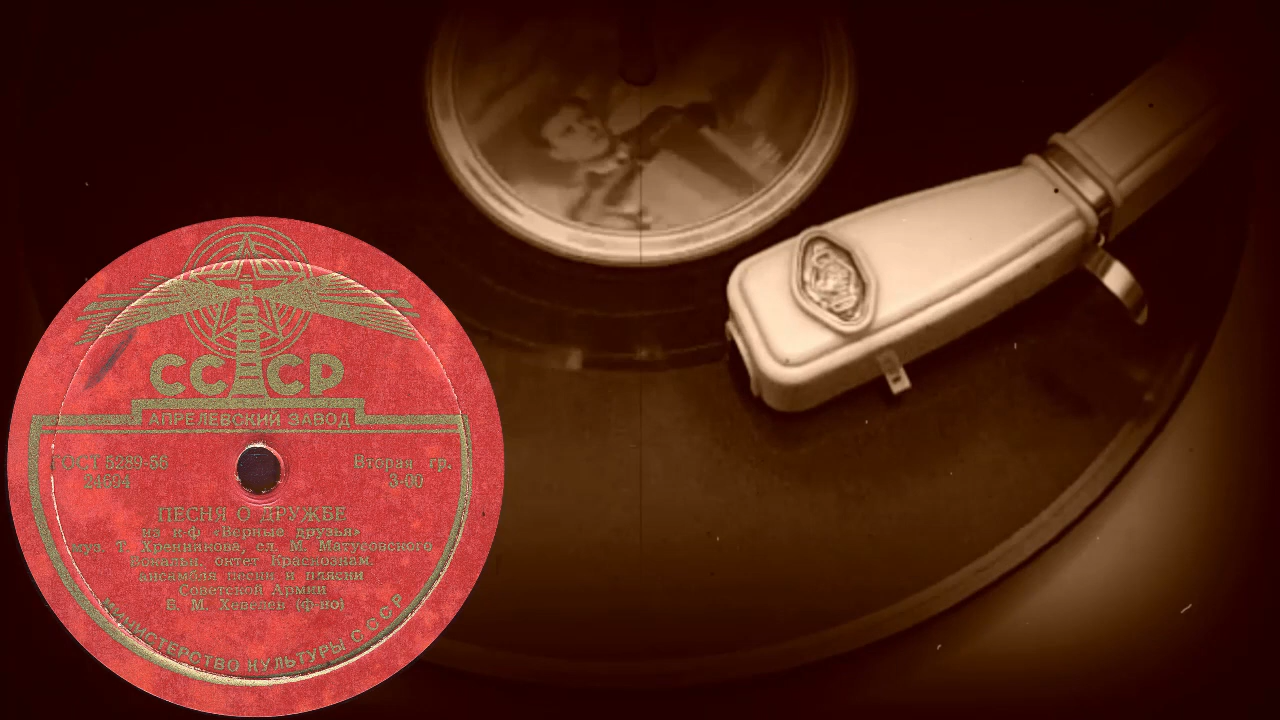 СССР
АПРЕЛЕВСКИЙ ЗАВОД
ГОСТ 5289-56
Вторая гр.
24694
3-00
ПЕСНЯ О ДРУЖБЕ
из к-ф «Верные друзья»
муз. Т. Хренникова, сл. М. Матусовского
вокальн. октет Краснознам.
ансамбля песни и пляски
Советской Армии
В. М. (ф-но)
МИНИСТЕРСТВО КУЛЬТУРЫ СССР